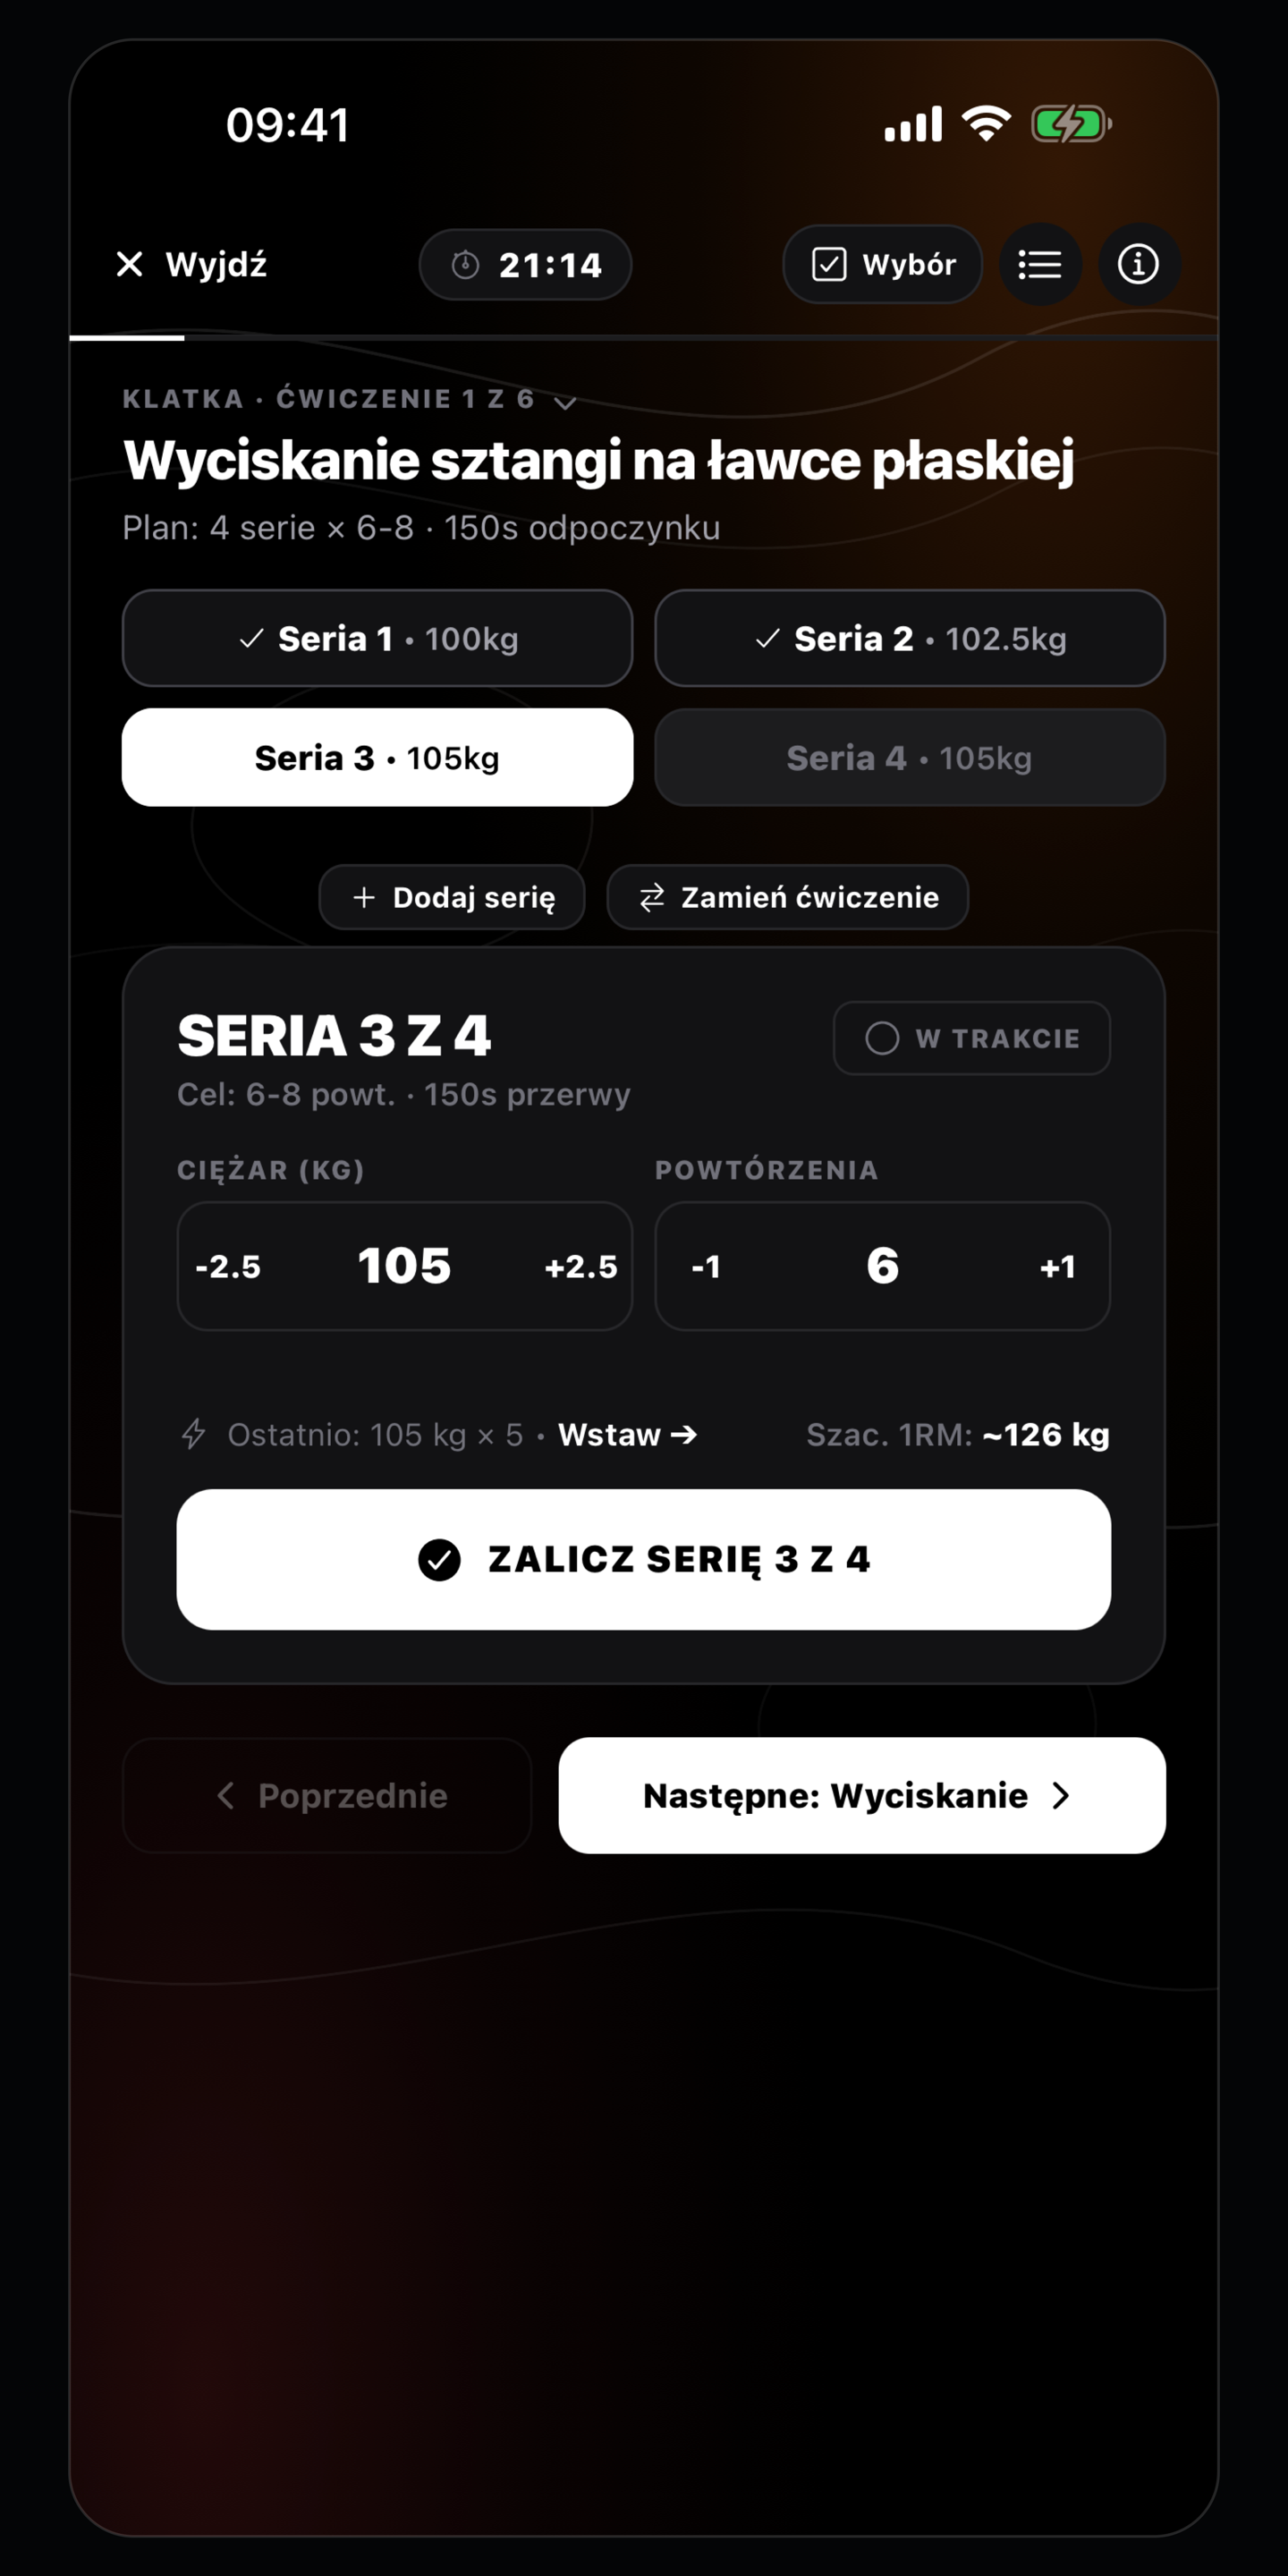 09:41
Wyjdź
21:14
Wybór
KLATKA · ĆWICZENIE 1 Z 6
Wyciskanie sztangi na ławce płaskiej
Plan: 4 serie × 6-8 · 150s odpoczynku
Seria 1 • 100kg
Seria 2 • 102.5kg
Seria 3 • 105kg
Seria 4 • 105kg
Dodaj serię
Zamień ćwiczenie
SERIA 3 Z 4
W TRAKCIE
Cel: 6-8 powt. · 150s przerwy
CIĘŻAR (KG)
POWTÓRZENIA
-2.5 105 +2.5
-1 6 +1
Ostatnio: 105 kg × 5 • Wstaw →
Szac. 1RM: ~126 kg
ZALICZ SERIĘ 3 Z 4
Poprzednie
Następne: Wyciskanie